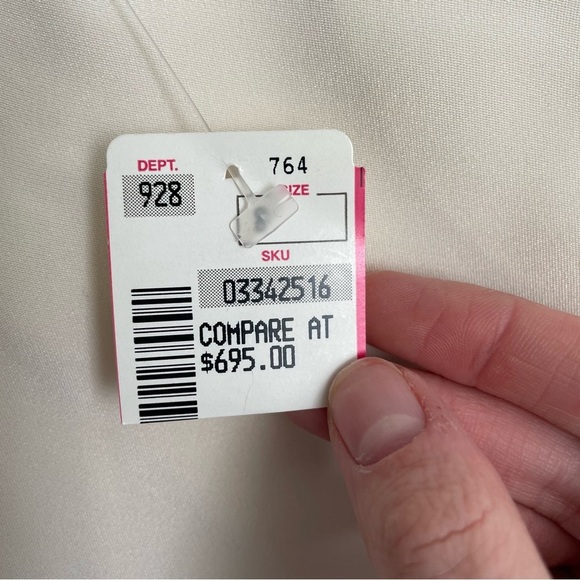 DEPT. 764
928 SIZE
SKU
03342516
COMPARE AT
$695.00